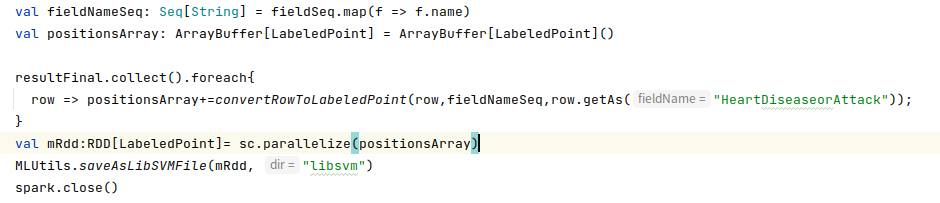 val fieldNameSeq: Seq[String] = fieldSeq.map(f => f.name)
val positionsArray: ArrayBuffer[LabeledPoint] = ArrayBuffer[LabeledPoint]()
resultFinal.collect().foreach{
row => positionsArray+=convertRowToLabeledPoint(row,fieldNameSeq,row.getAs( fieldName = "HeartDiseaseorAttack"));
}
val mRdd:RDD[LabeledPoint]= sc.parallelize(positionsArray)
MLUtils.saveAsLibSVMFile(mRdd, dir = "libsvm")
spark.close()